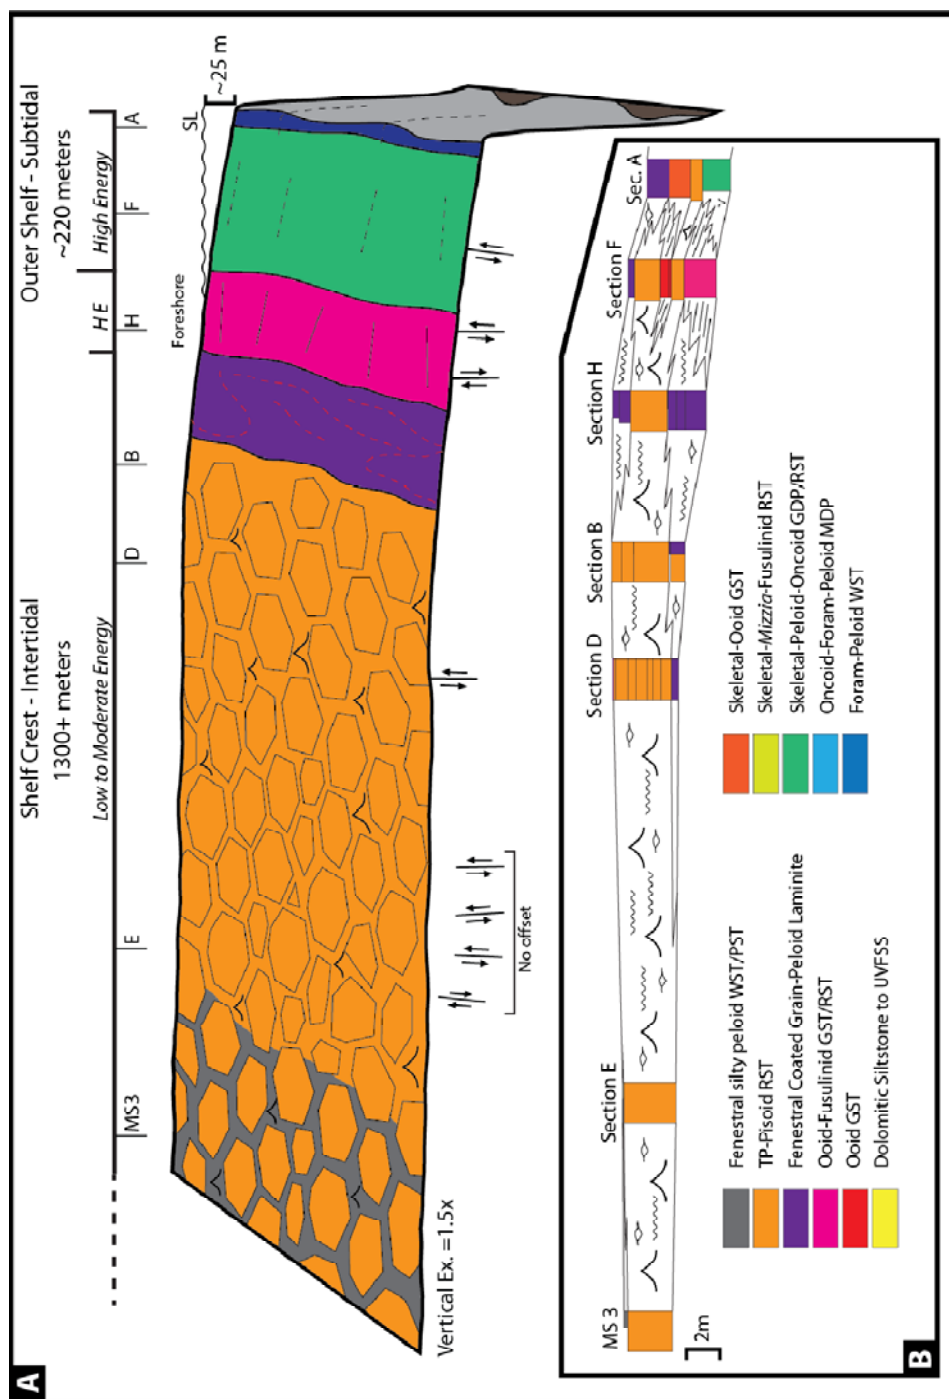 A
Shelf Crest - Intertidal
1300+ meters
Low to Moderate Energy
Outer Shelf - Subtidal
~220 meters
HE
High Energy
MS3
E
D
B
H
F
A
Foreshore
SL
~25 m
No offset
Vertical Ex. = 1.5x
B
MS 3
Section E
Section D
Section B
Section H
Section F
Sec. A
2m
Fenestral silty peloid WST/PST
TP-Pisoid RST
Fenestral Coated Grain-Peloid Laminite
Ooid-Fusulinid GST/RST
Ooid GST
Dolomitic Siltstone to UVFSS
Skeletal-Ooid GST
Skeletal-Mizzia-Fusulinid RST
Skeletal-Peloid-Oncoid GDP/RST
Oncoid-Foram-Peloid MDP
Foram-Peloid WST